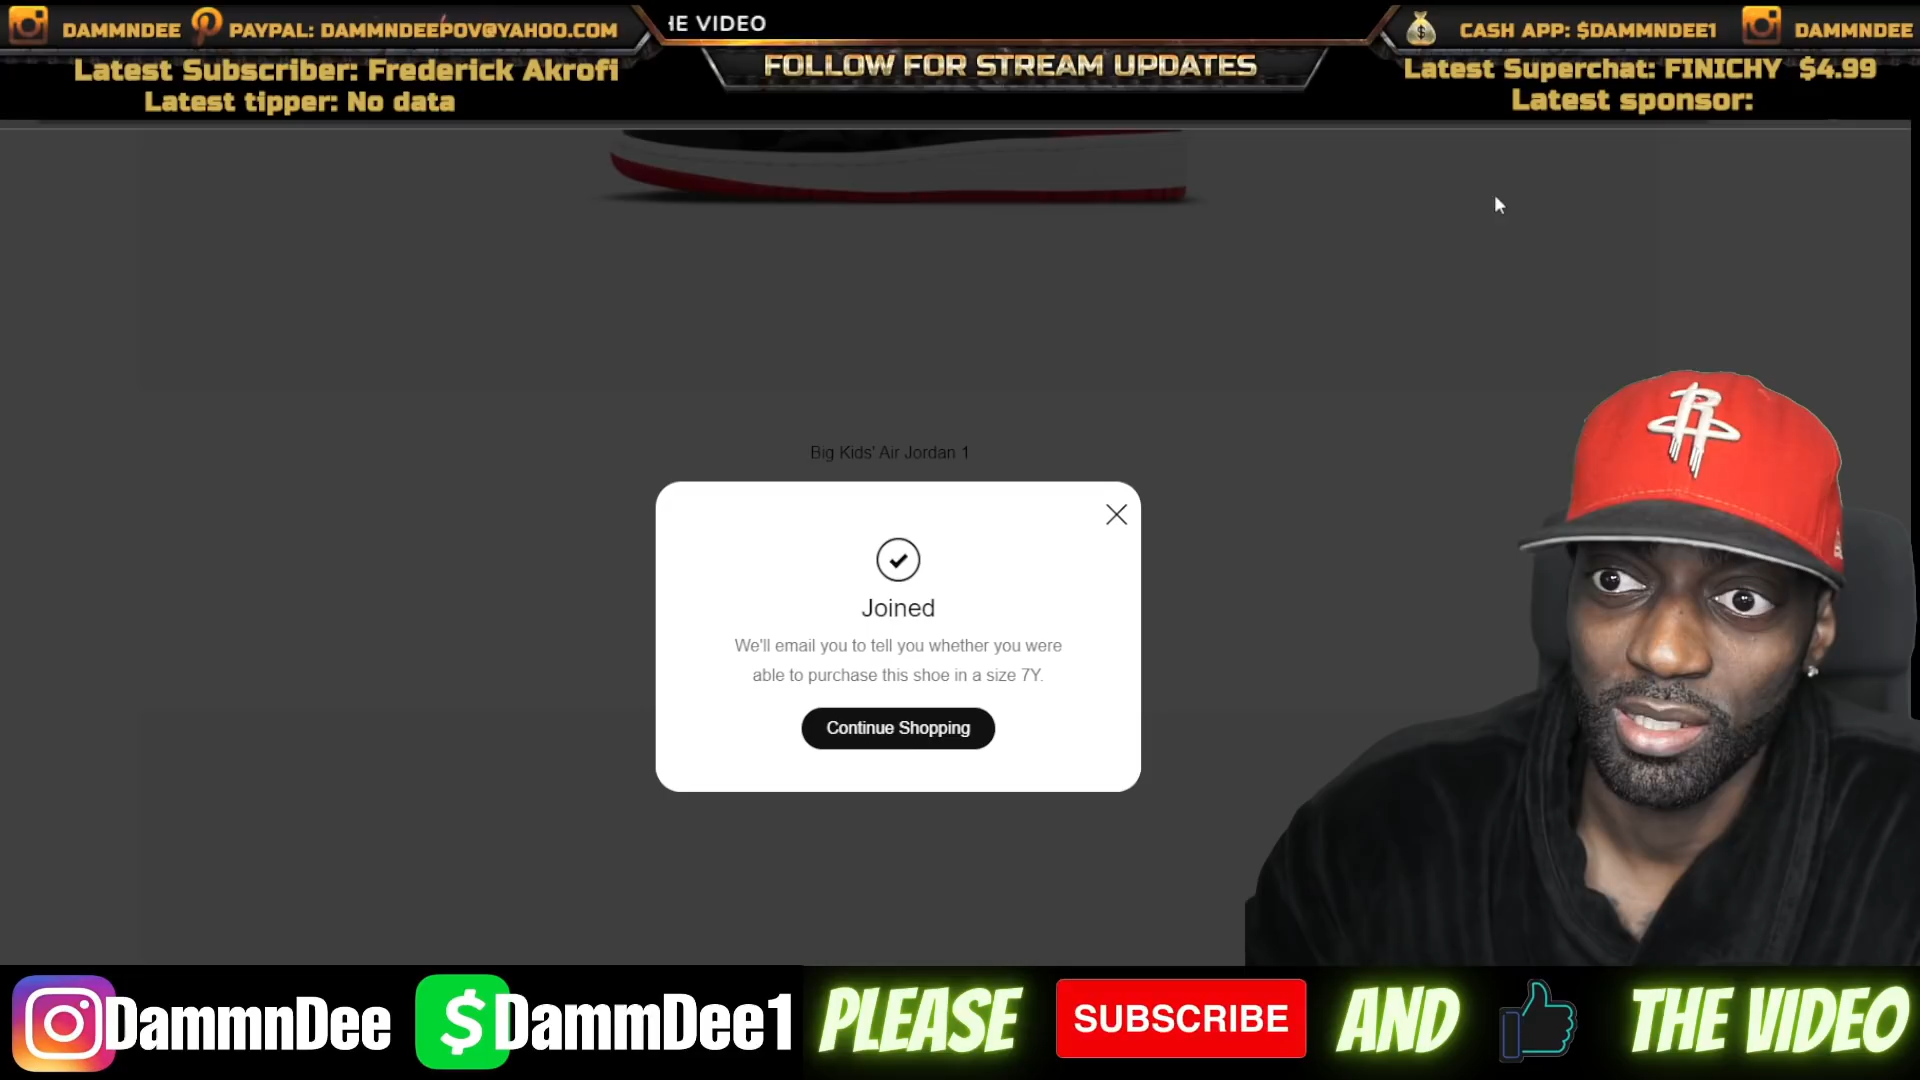 DAMMNDEE PAYPAL: DAMMNDEEPOV@YAHOO.COM
Latest Subscriber: Frederick Akrofi
Latest tipper: No data
HE VIDEO
FOLLOW FOR STREAM UPDATES
CASH APP: $DAMMNDEE1 DAMMNDEE
Latest Superchat: FINICHY $4.99
Latest sponsor:
Big Kids' Air Jordan 1
Joined
We'll email you to tell you whether you were
able to purchase this shoe in a size 7Y.
Continue Shopping
DammnDee $DammDee1 PLEASE SUBSCRIBE AND THE VIDEO